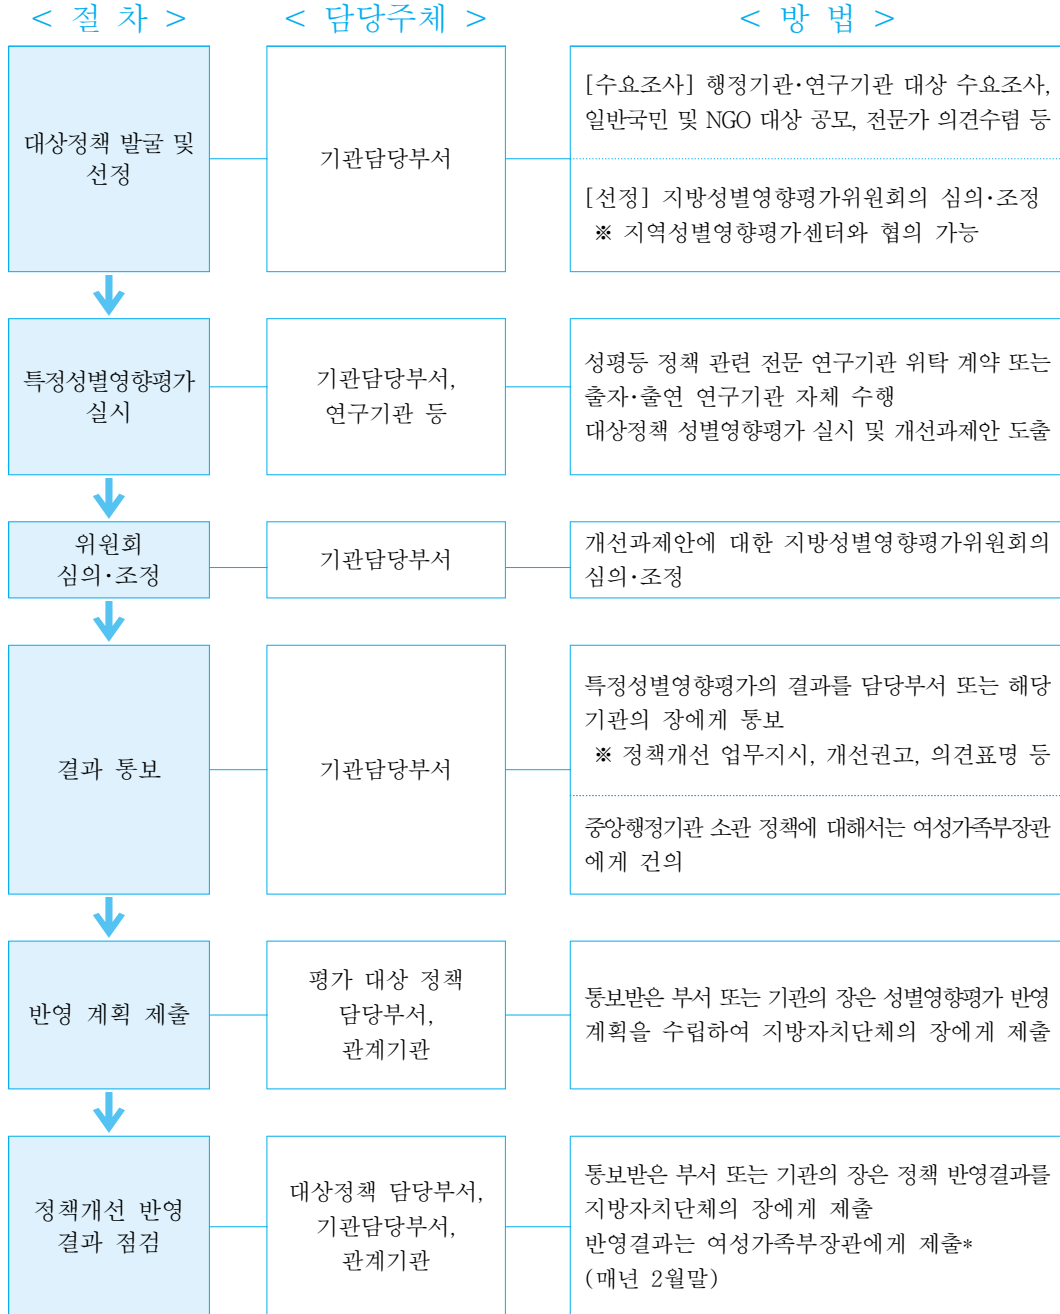 < 절 차 >
< 담당주체 >
< 방 법 >
대상정책 발굴 및
선정
기관담당부서
[수요조사] 행정기관·연구기관 대상 수요조사,
일반국민 및 NGO 대상 공모, 전문가 의견수렴 등
[선정] 지방성별영향평가위원회의 심의·조정
※ 지역성별영향평가센터와 협의 가능
특정성별영향평가
실시
기관담당부서,
연구기관 등
성평등 정책 관련 전문 연구기관 위탁 계약 또는
출자·출연 연구기관 자체 수행
대상정책 성별영향평가 실시 및 개선과제안 도출
위원회
심의·조정
기관담당부서
개선과제안에 대한 지방성별영향평가위원회의
심의·조정
결과 통보
기관담당부서
특정성별영향평가의 결과를 담당부서 또는 해당
기관의 장에게 통보
※ 정책개선 업무지시, 개선권고, 의견표명 등
중앙행정기관 소관 정책에 대해서는 여성가족부장관
에게 건의
반영 계획 제출
평가 대상 정책
담당부서,
관계기관
통보받은 부서 또는 기관의 장은 성별영향평가 반영
계획을 수립하여 지방자치단체의 장에게 제출
정책개선 반영
결과 점검
대상정책 담당부서,
기관담당부서,
관계기관
통보받은 부서 또는 기관의 장은 정책 반영결과를
지방자치단체의 장에게 제출
반영결과는 여성가족부장관에게 제출*
(매년 2월말)